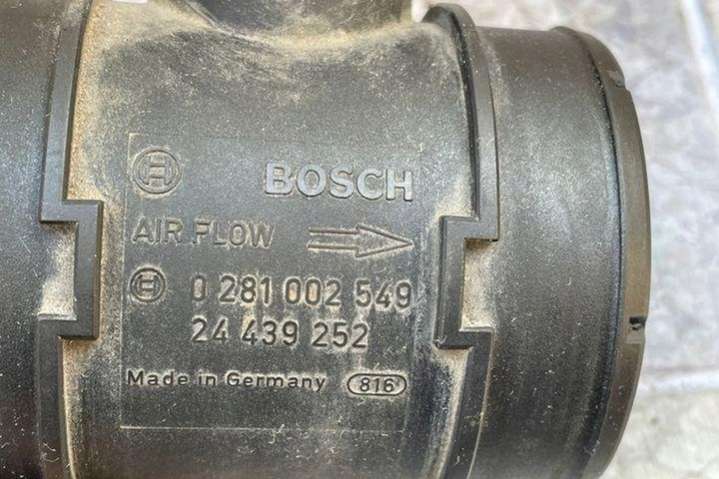 BOSCH
AIR FLOW
0 281 002 549
24 439 252
Made in Germany 816